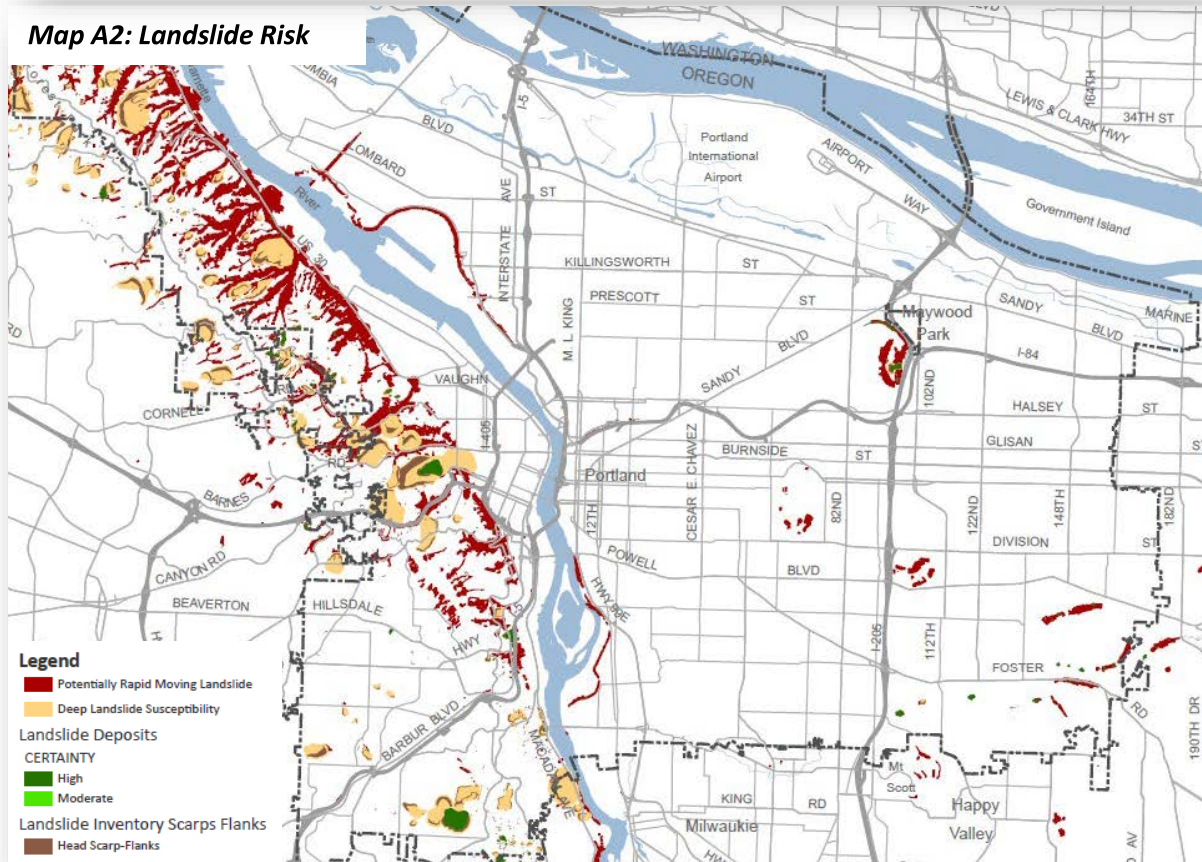 Map A2: Landslide Risk
WASHINGTON
OREGON
BLVD
LOMBARD
ST
I-5
INTERSTATE AVE
Portland
International
Airport
AIRPORT
WAY
LEWIS & CLARK HWY
164TH
34TH ST
Government Island
River
US 30
KILLINGSWORTH
ST
PRESCOTT
ST
M. L KING
SANDY
BLVD
Maywood
Park
SANDY
BLVD
MARINE
I-84
102ND
HALSEY
ST
GLISAN
VAUGHN
CORNELL
RD
I-405
BURNSIDE
ST
Portland
CESAR E. CHAVEZ
12TH
82ND
122ND
148TH
182ND
BARNES
RD
CANYON RD
BEAVERTON
HILLSDALE
HWY
POWELL
BLVD
DIVISION
ST
I-205
112TH
FOSTER
RD
190TH DR
BARBUR BLVD
KING
RD
Milwaukie
Mt
Scott
Happy
Valley
AV
Legend
Potentially Rapid Moving Landslide
Deep Landslide Susceptibility
Landslide Deposits
CERTAINTY
High
Moderate
Landslide Inventory Scarps Flanks
Head Scarp-Flanks